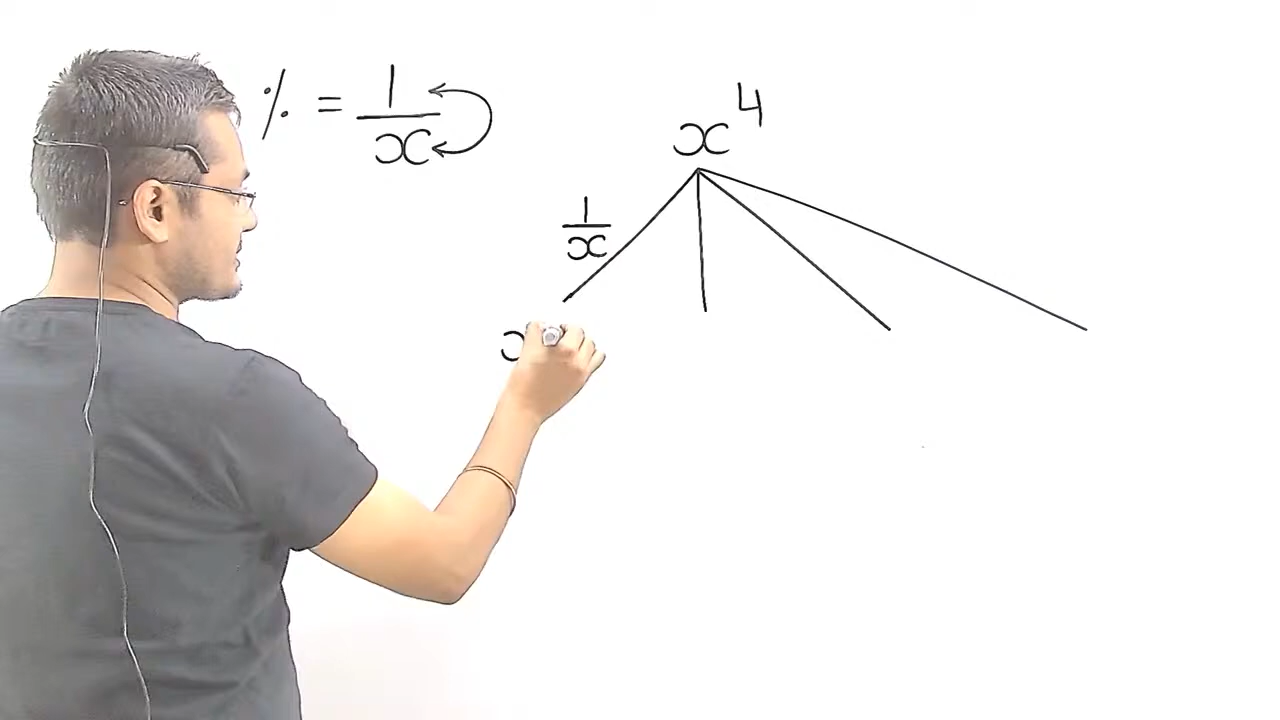 % = 1/x
x⁴
1/x
x